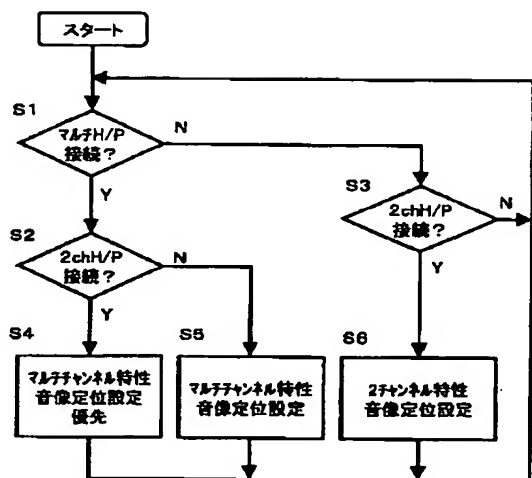 スタート
S1
マルチH/P
接続？
N
Y
S3
2chH/P
接続？
N
Y
S2
2chH/P
接続？
N
Y
S4
マルチチャンネル特性
音像定位設定
優先
S5
マルチチャンネル特性
音像定位設定
S6
2チャンネル特性
音像定位設定